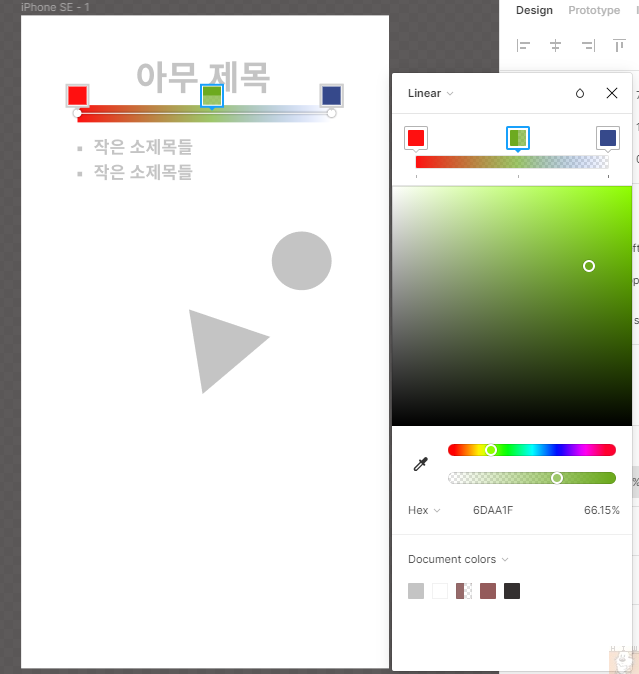 iPhone SE - 1
Design Prototype
아무 제목
작은 소제목들
작은 소제목들
Linear
Hex 6DAA1F 66.15%
Document colors